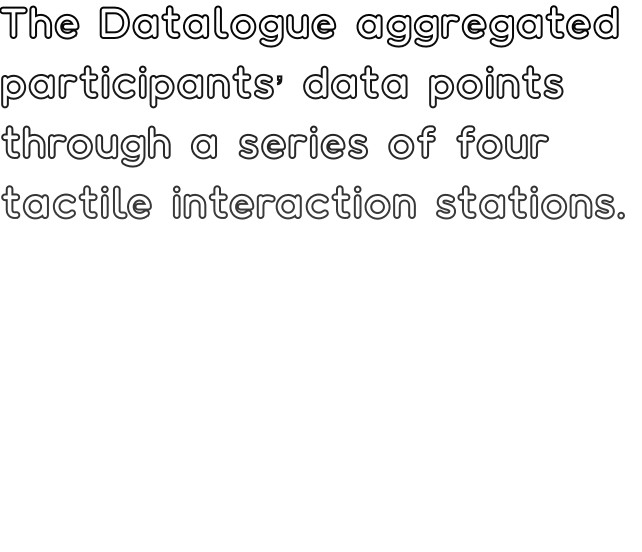 The Datalogue aggregated
participants’ data points
through a series of four
tactile interaction stations.